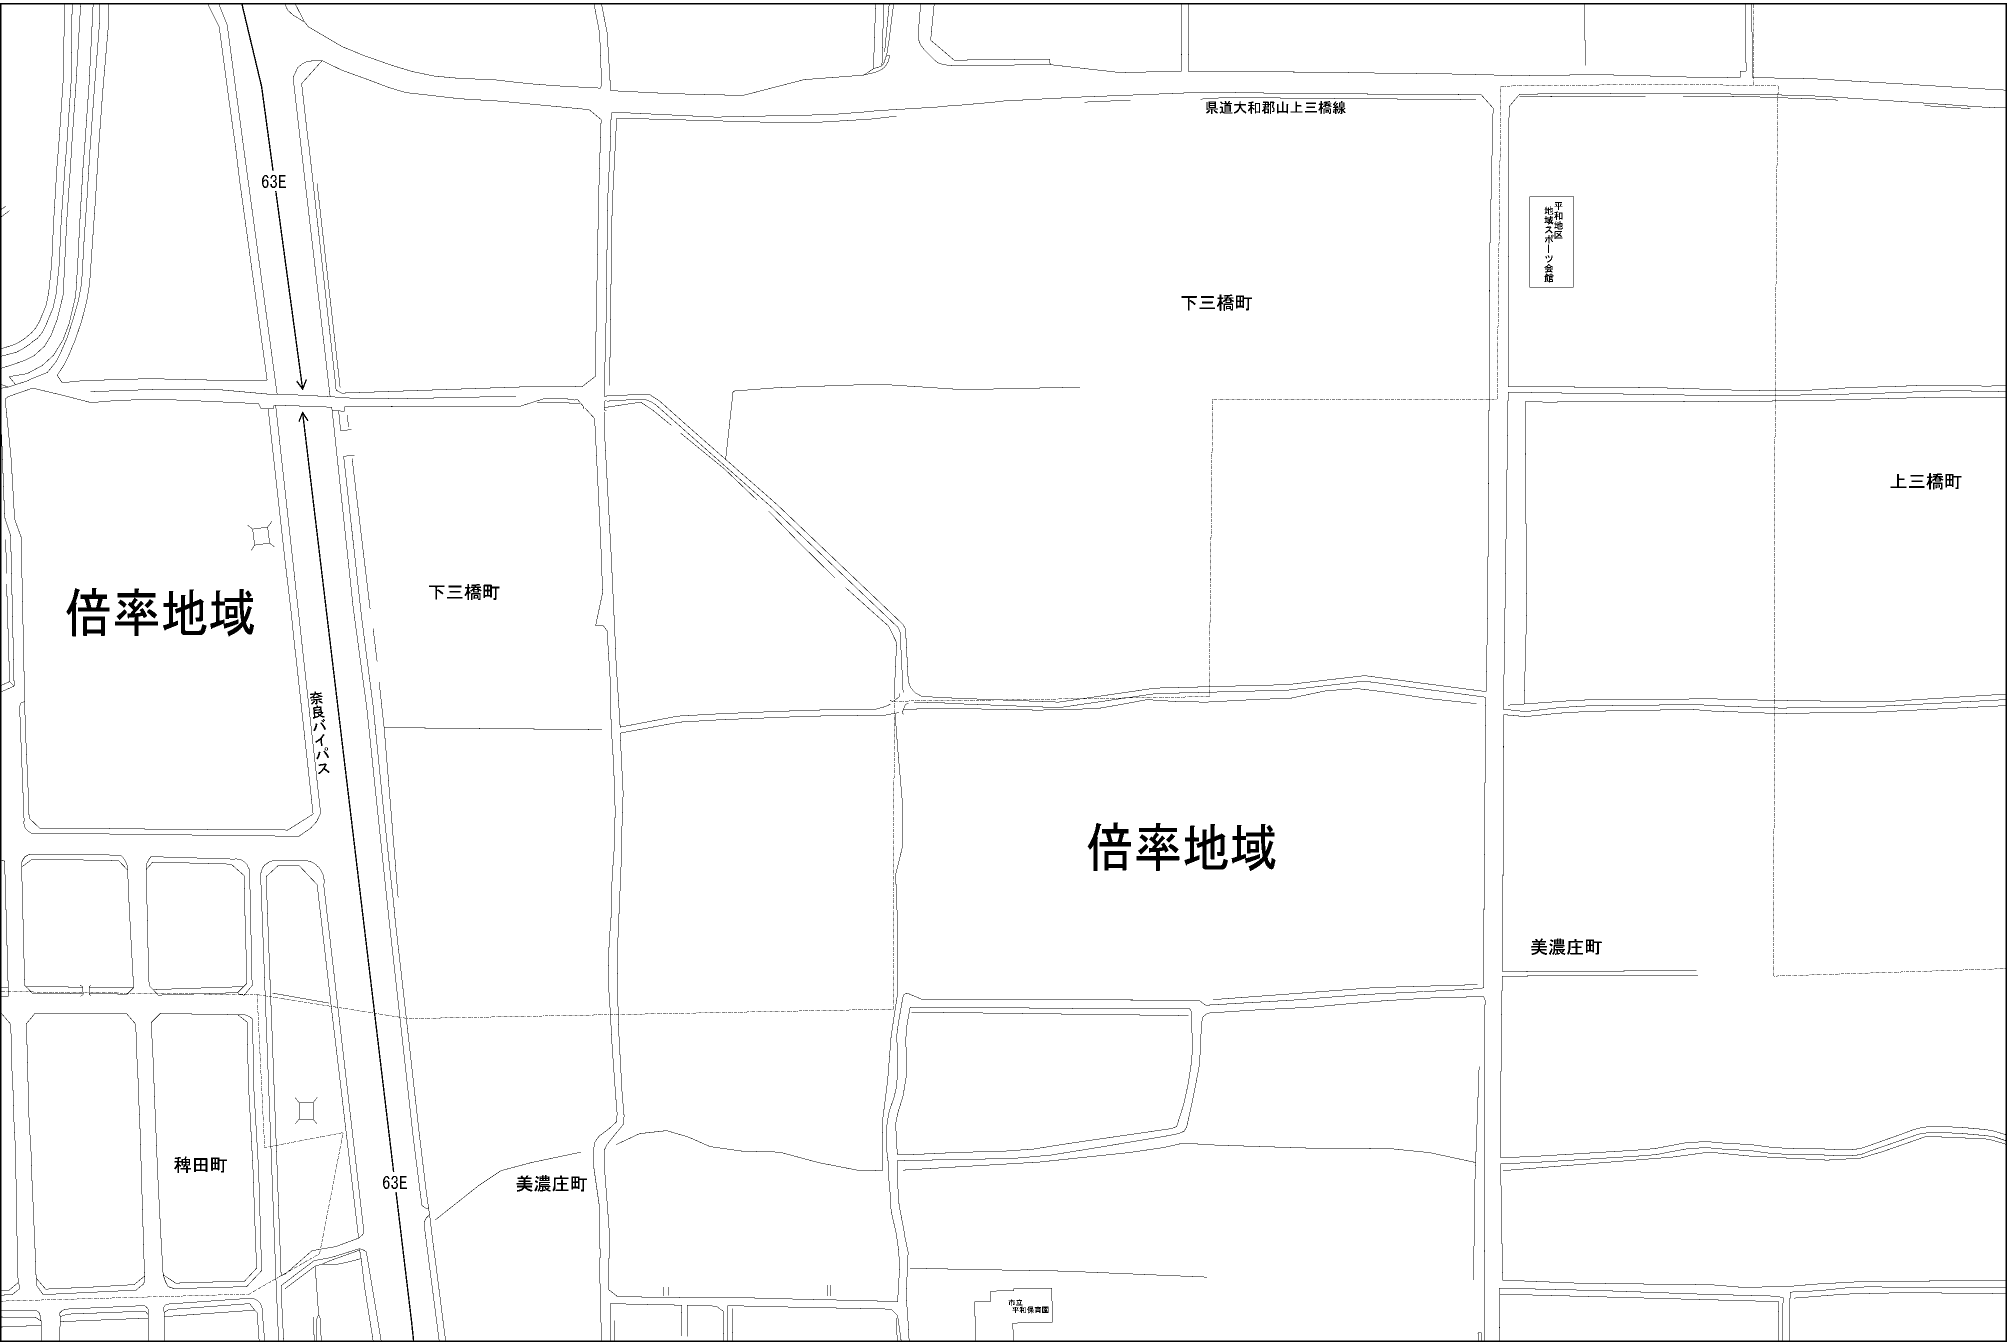 県道大和郡山上三橋線
63E
平和地区
地域スポーツ会館
下三橋町
上三橋町
下三橋町
倍率地域
奈良バイパス
倍率地域
美濃庄町
稗田町
63E
美濃庄町
市立
平和保育園